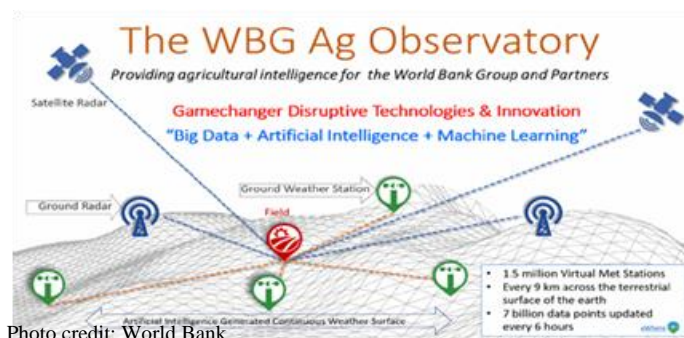 The WBG Ag Observatory
Providing agricultural intelligence for the World Bank Group and Partners
Satellite Radar
Gamechanger Disruptive Technologies & Innovation
“Big Data + Artificial Intelligence + Machine Learning”
Ground Weather Station
Ground Radar
Field
• 1.5 million Virtual Met Stations
• Every 9 km across the terrestrial
surface of the earth
• 7 billion data points updated
every 6 hours
Artificial Intelligence Generated Continuous Weather Surface
aWhere
Photo credit: World Bank